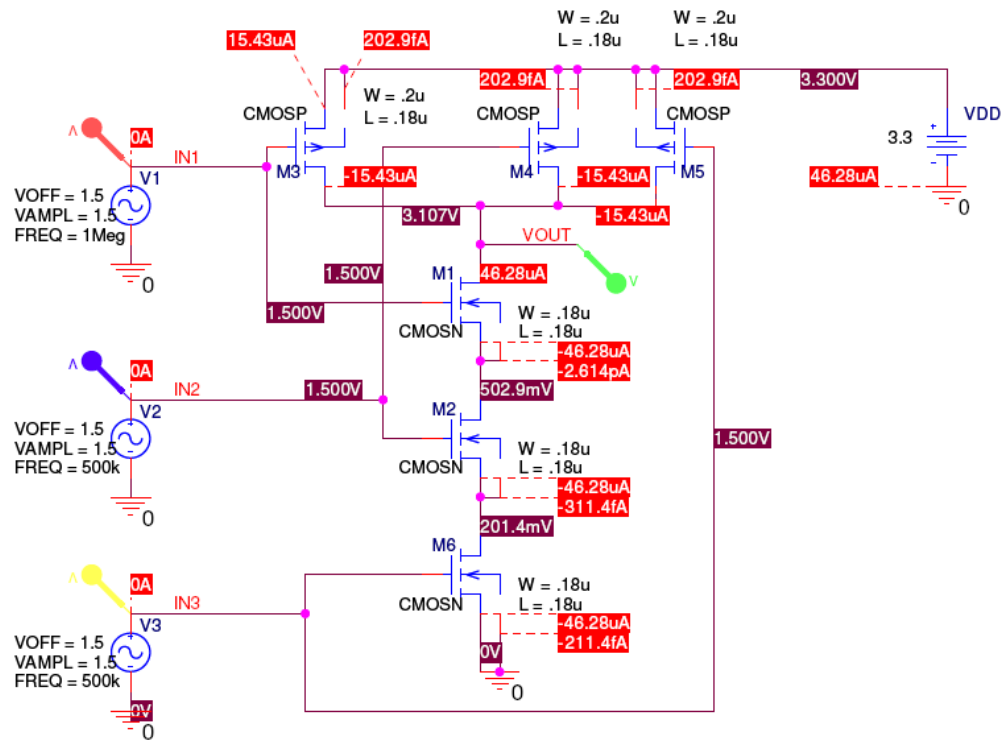 W = .2u
L = .18u
W = .2u
L = .18u
15.43uA
202.9fA
202.9fA
202.9fA
3.300V
W = .2u
L = .18u
CMOSP
CMOSP
CMOSP
VDD
3.3
0A
IN1
V1
M3
M4
M5
-15.43uA
-15.43uA
46.28uA
VOFF = 1.5
VAMPL = 1.5
FREQ = 1Meg
3.107V
-15.43uA
0
VOUT
V
0
1.500V
M1
46.28uA
1.500V
CMOSN
W = .18u
L = .18u
-46.28uA
-2.614pA
0A
IN2
V2
1.500V
502.9mV
M2
1.500V
VOFF = 1.5
VAMPL = 1.5
FREQ = 500k
CMOSN
W = .18u
L = .18u
-46.28uA
-311.4fA
0
201.4mV
M6
0A
IN3
V3
CMOSN
W = .18u
L = .18u
-46.28uA
-211.4fA
VOFF = 1.5
VAMPL = 1.5
FREQ = 500k
0V
0
0V
0